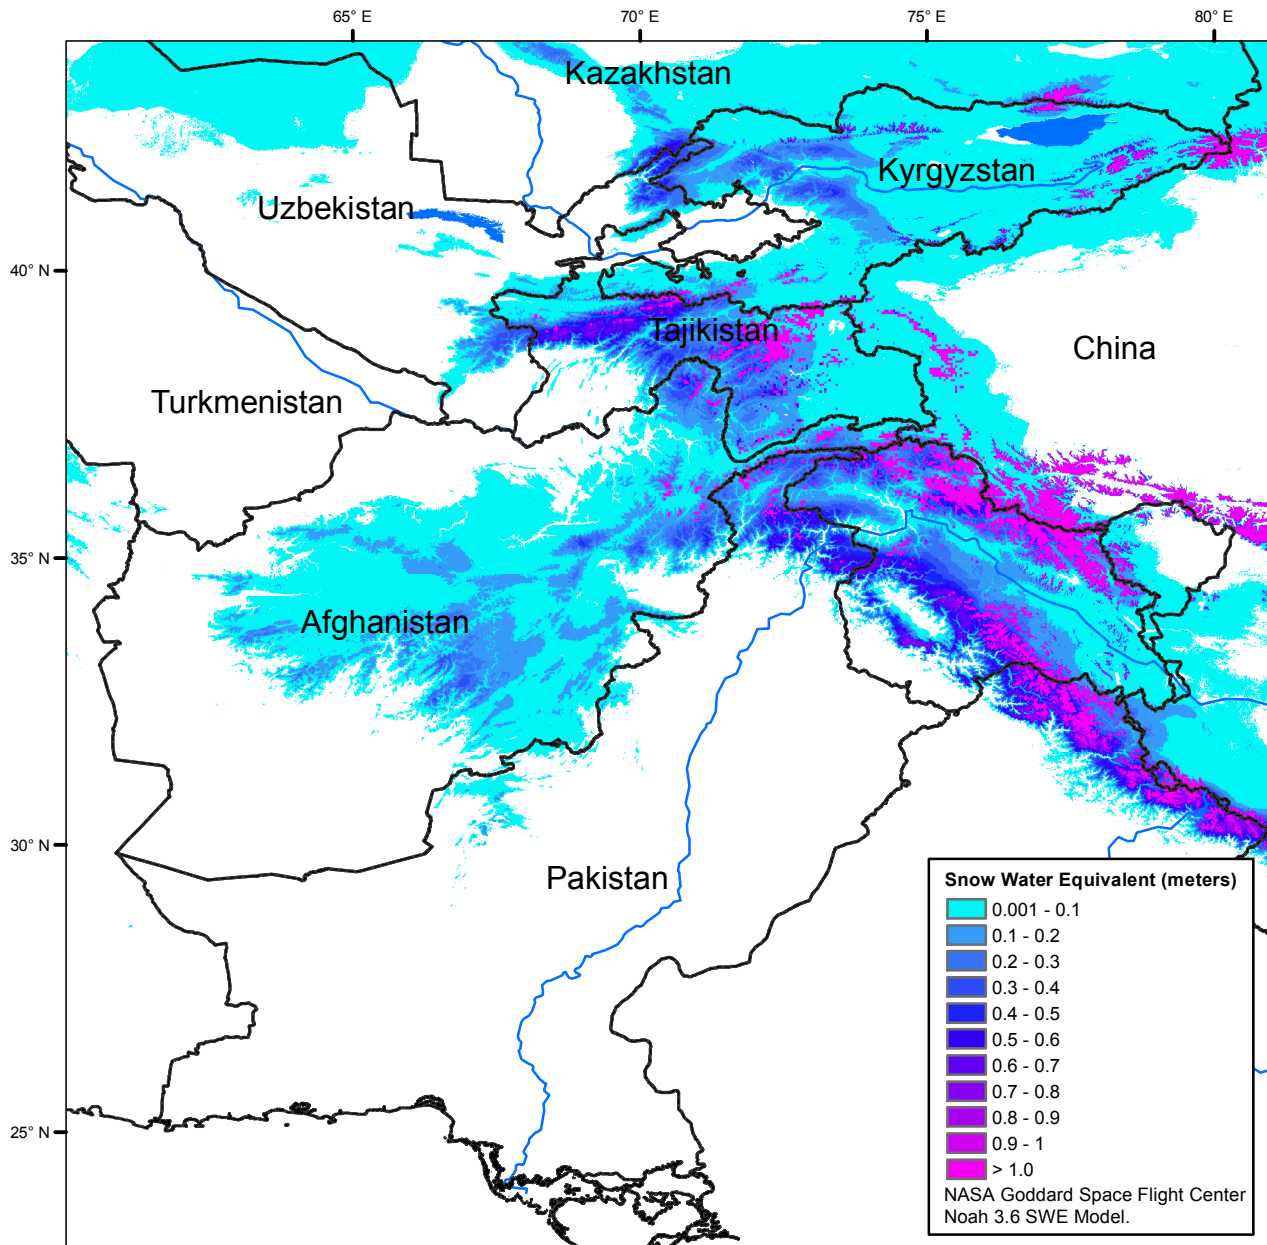 65° E
70° E
75° E
80° E
Kazakhstan
Kyrgyzstan
Uzbekistan
40° N
Tajikistan
China
Turkmenistan
35° N
Afghanistan
30° N
Pakistan
25° N
Snow Water Equivalent (meters)
0.001 - 0.1
0.1 - 0.2
0.2 - 0.3
0.3 - 0.4
0.4 - 0.5
0.5 - 0.6
0.6 - 0.7
0.7 - 0.8
0.8 - 0.9
0.9 - 1
> 1.0
NASA Goddard Space Flight Center
Noah 3.6 SWE Model.